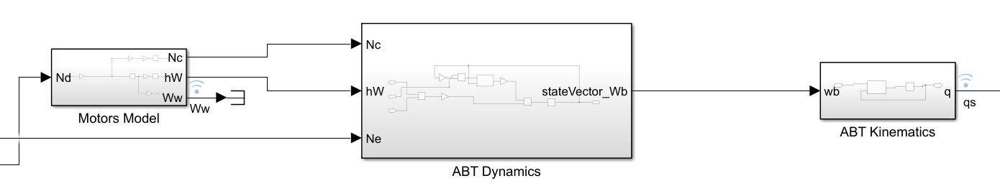 Nd
Nc
hW
Ww
Ww
Motors Model
Nc
hW
Ne
stateVector_Wb
ABT Dynamics
wb
q
qs
ABT Kinematics